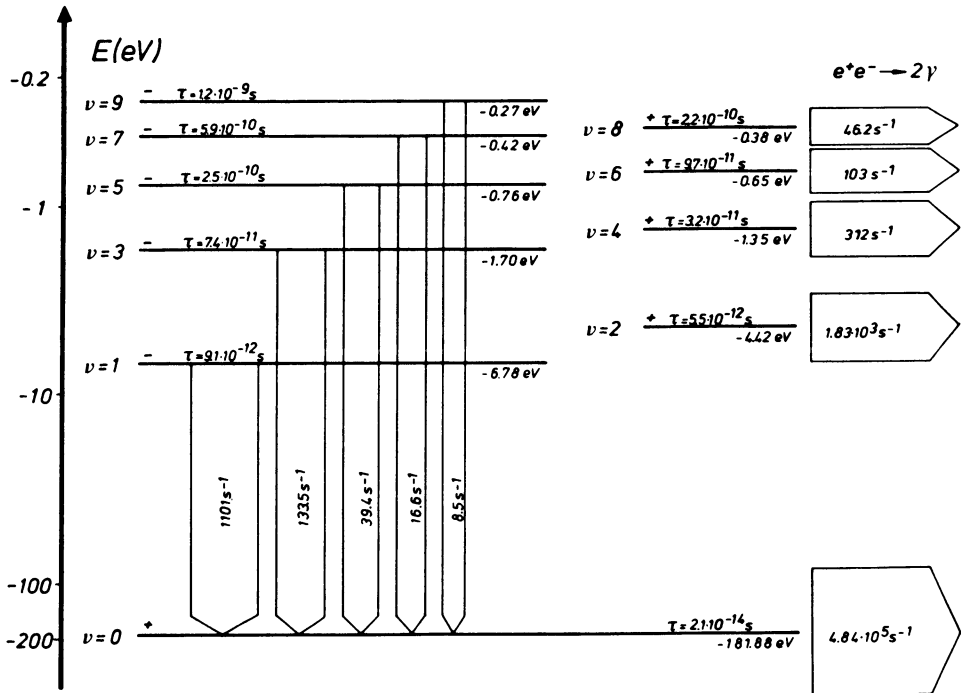 E(eV)
e⁺e⁻ → 2γ
-0.2
ν = 9 − τ=1.2·10⁻⁹s
-0.27 eV
ν = 8 + τ=2.2·10⁻¹⁰s
-0.38 eV
46.2s⁻¹
ν = 7 − τ=5.9·10⁻¹⁰s
-0.42 eV
ν = 6 + τ=9.7·10⁻¹¹s
-0.65 eV
103 s⁻¹
ν = 5 − τ=2.5·10⁻¹⁰s
-0.76 eV
-1
ν = 4 + τ=3.2·10⁻¹¹s
-1.35 eV
312 s⁻¹
ν = 3 − τ=7.4·10⁻¹¹s
-1.70 eV
ν = 2 + τ=5.5·10⁻¹²s
-4.42 eV
1.83·10³s⁻¹
ν = 1 − τ=9.1·10⁻¹²s
-6.78 eV
-10
1101 s⁻¹
133.5 s⁻¹
39.4 s⁻¹
16.6 s⁻¹
8.5 s⁻¹
-100
-200
ν = 0 + τ=2.1·10⁻¹⁴s
-181.88 eV
4.84·10⁵s⁻¹